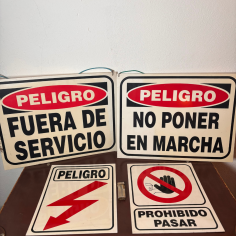 PELIGRO
FUERA DE
SERVICIO
PELIGRO
NO PONER
EN MARCHA
PELIGRO
PROHIBIDO
PASAR